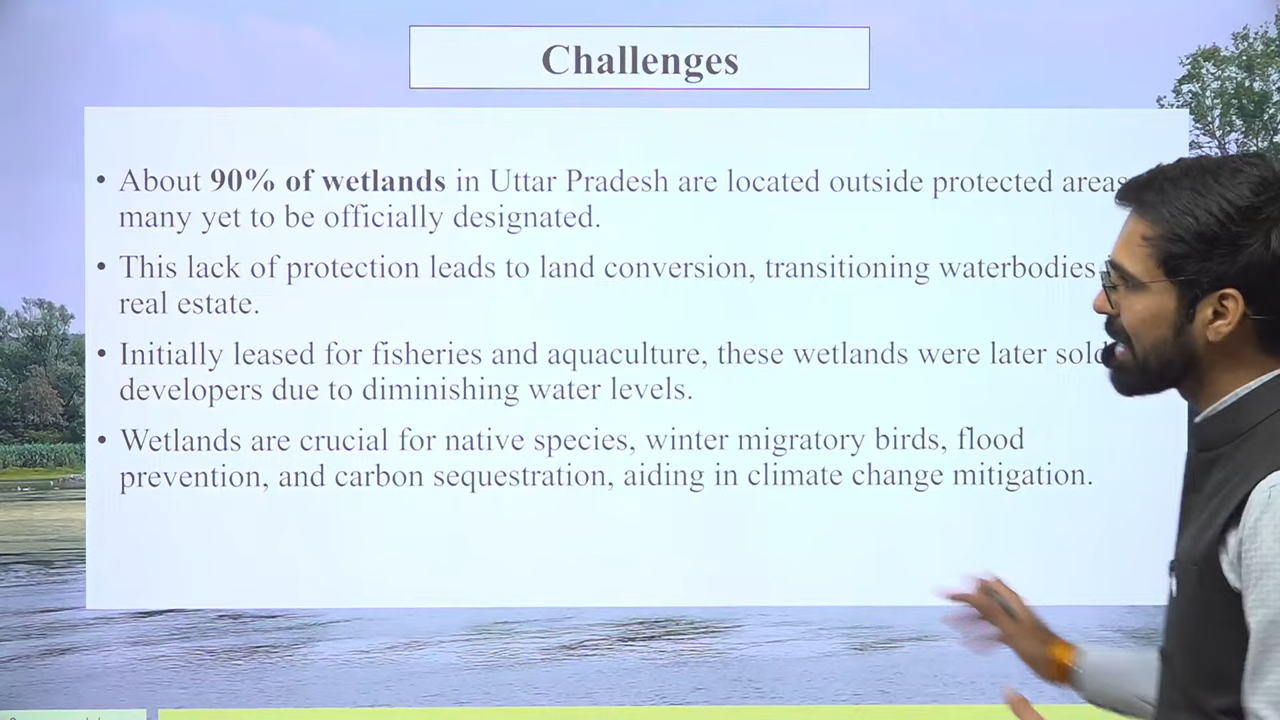 Challenges
• About 90% of wetlands in Uttar Pradesh are located outside protected areas
many yet to be officially designated.
• This lack of protection leads to land conversion, transitioning waterbodies
real estate.
• Initially leased for fisheries and aquaculture, these wetlands were later sold
developers due to diminishing water levels.
• Wetlands are crucial for native species, winter migratory birds, flood
prevention, and carbon sequestration, aiding in climate change mitigation.